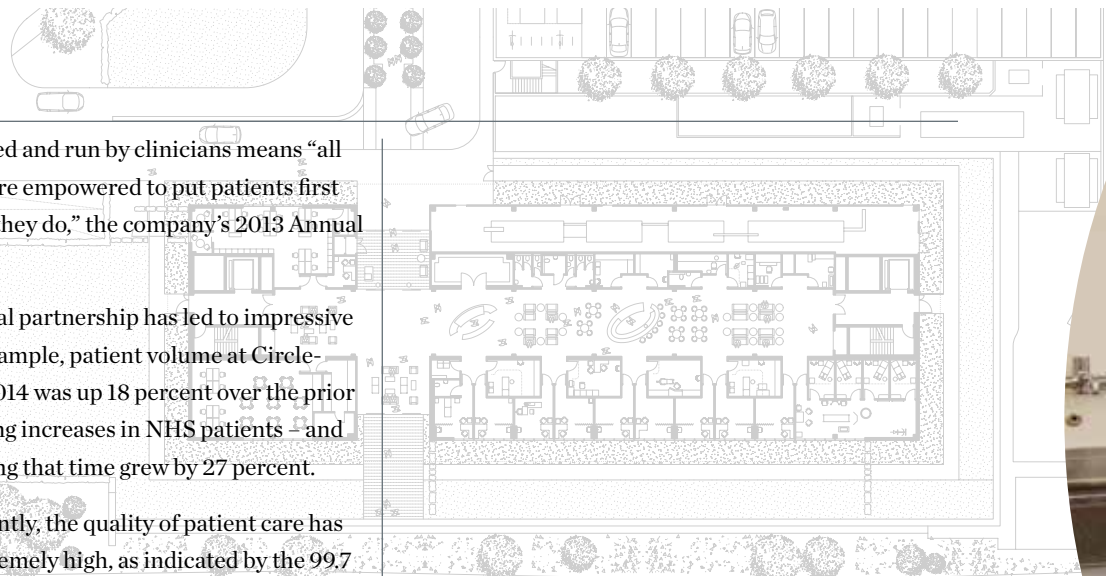 ed and run by clinicians means “all
re empowered to put patients first
they do,” the company’s 2013 Annual
al partnership has led to impressive
ample, patient volume at Circle-
014 was up 18 percent over the prior
ng increases in NHS patients – and
ng that time grew by 27 percent.
ntly, the quality of patient care has
emely high, as indicated by the 99.7